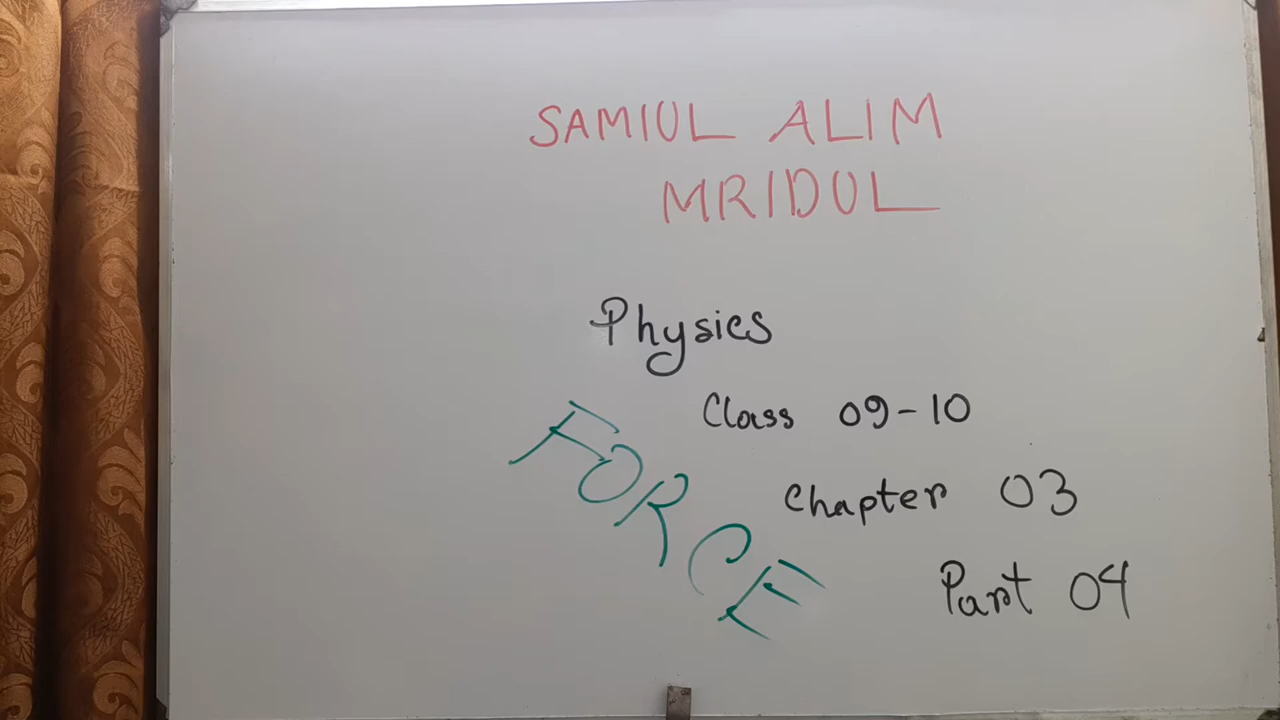 SAMIUL ALIM
MRIDUL
Physics
Class 09-10
FORCE
Chapter 03
Part 04